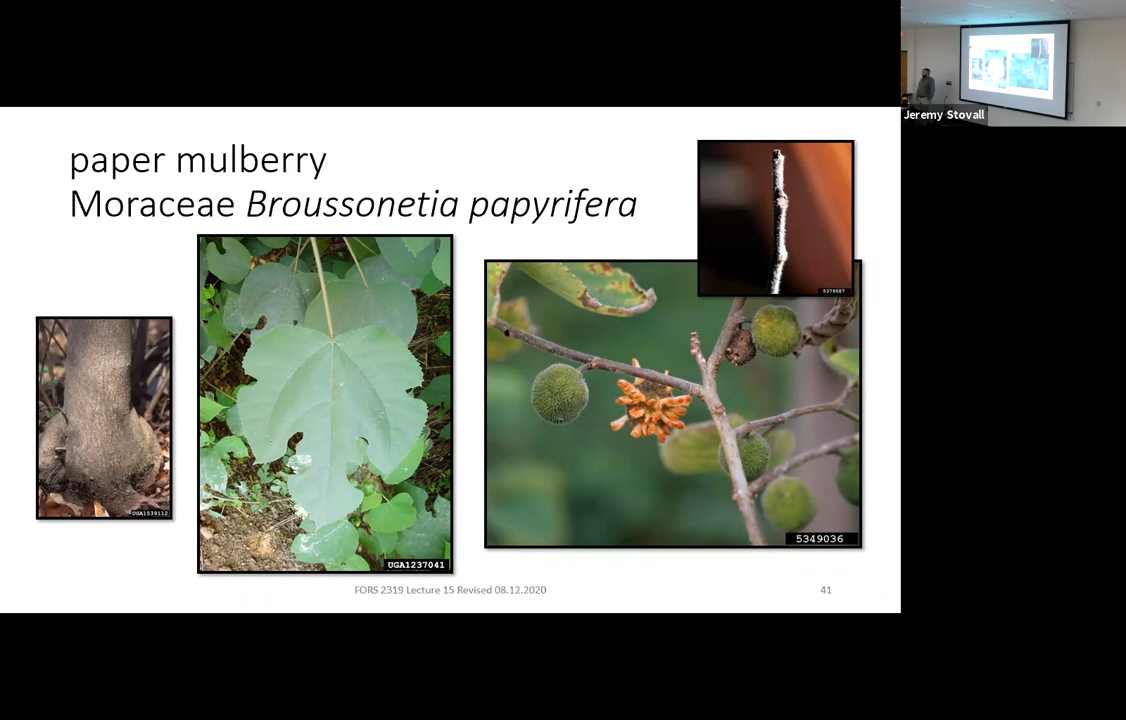 Jeremy Stovall
paper mulberry
Moraceae Broussonetia papyrifera
5379587
UGA1539112
UGA1237041
5349036
FORS 2319 Lecture 15 Revised 08.12.2020
41